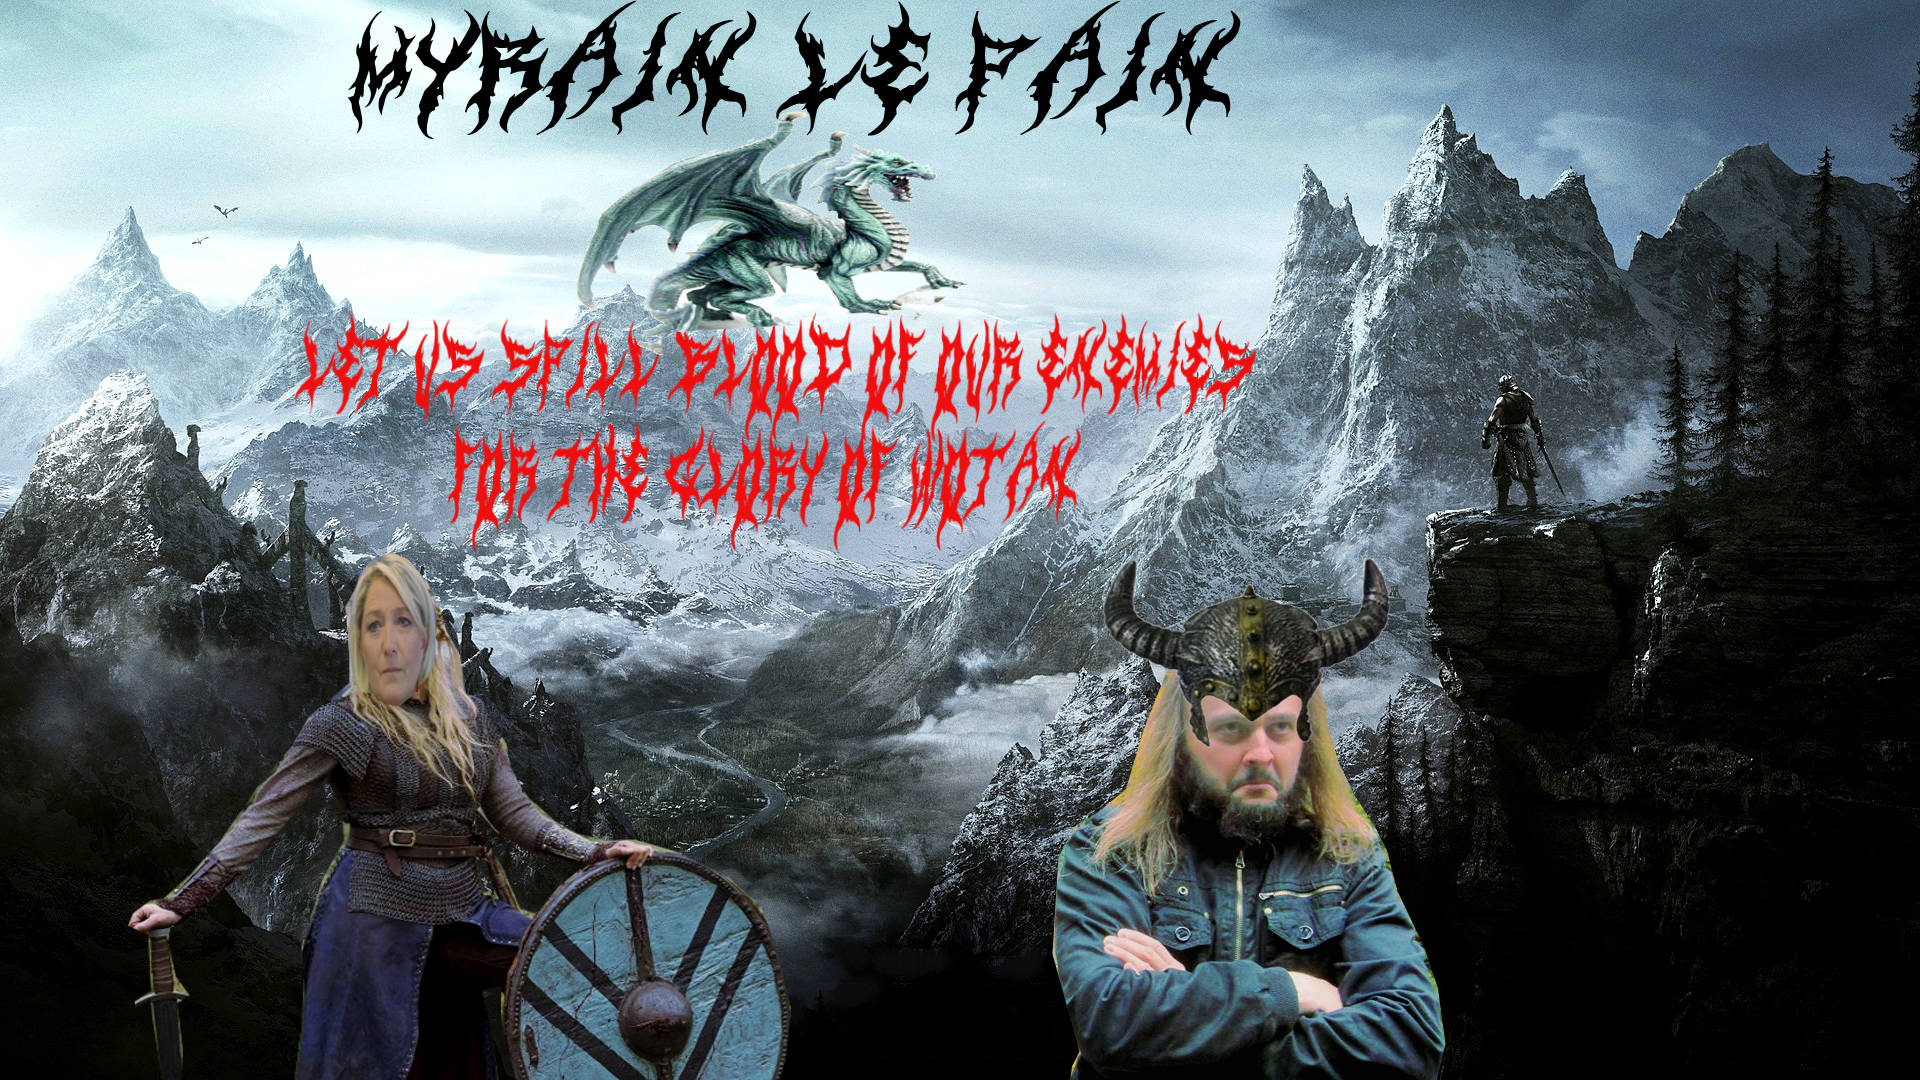 MYRAIN LE PAIN
LET US SPILL BLOOD OF OUR ENEMIES
FOR THE GLORY OF WOTAN